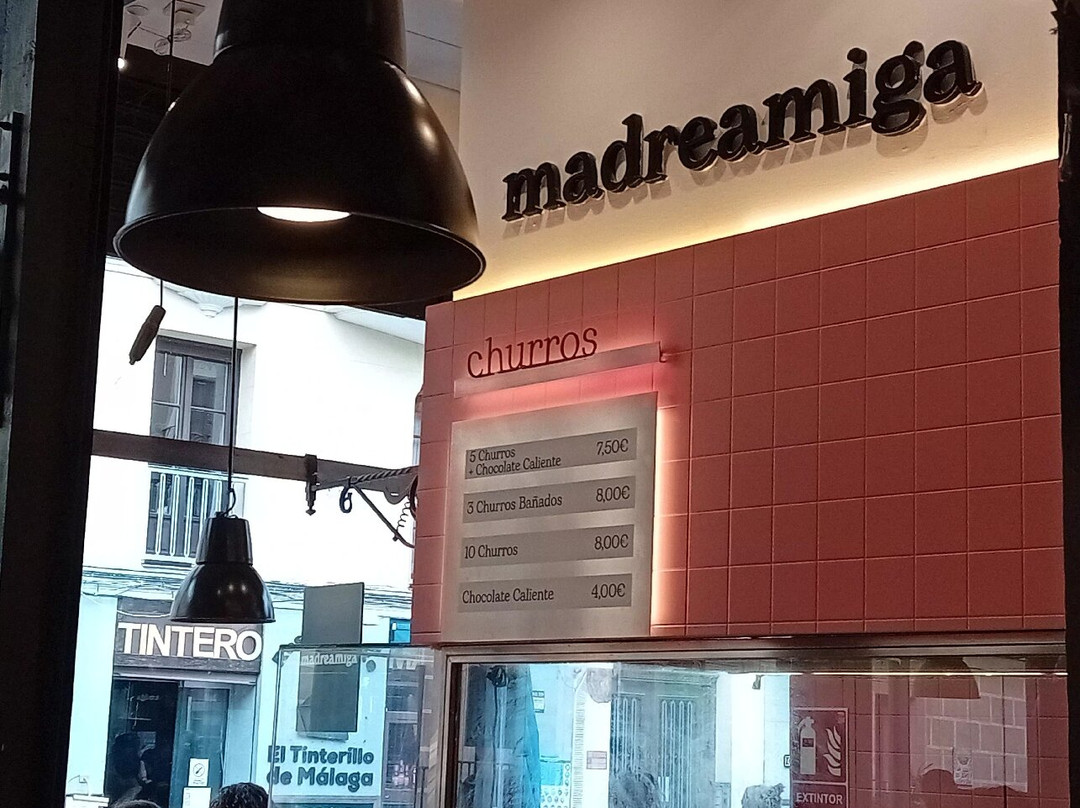 madreamiga
churros
5 Churros
+ Chocolate Caliente 7,50€
3 Churros Bañados 8,00€
10 Churros 8,00€
Chocolate Caliente 4,00€
TINTERO
madreamiga
El Tinterillo
de Málaga
EXTINTOR